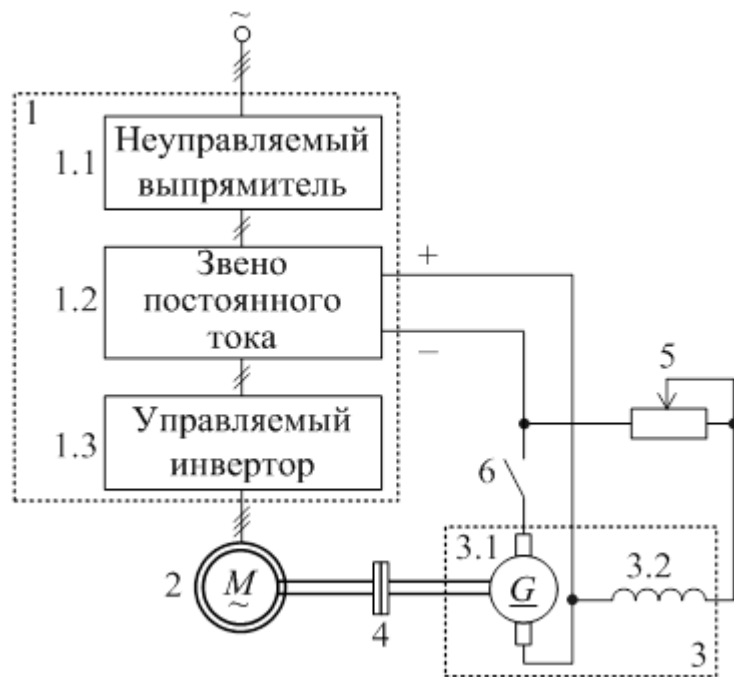 ~
1
1.1
Неуправляемый
выпрямитель
1.2
Звено
постоянного
тока
+
−
1.3
Управляемый
инвертор
5
6
2
M
~
4
3.1
G
3.2
3